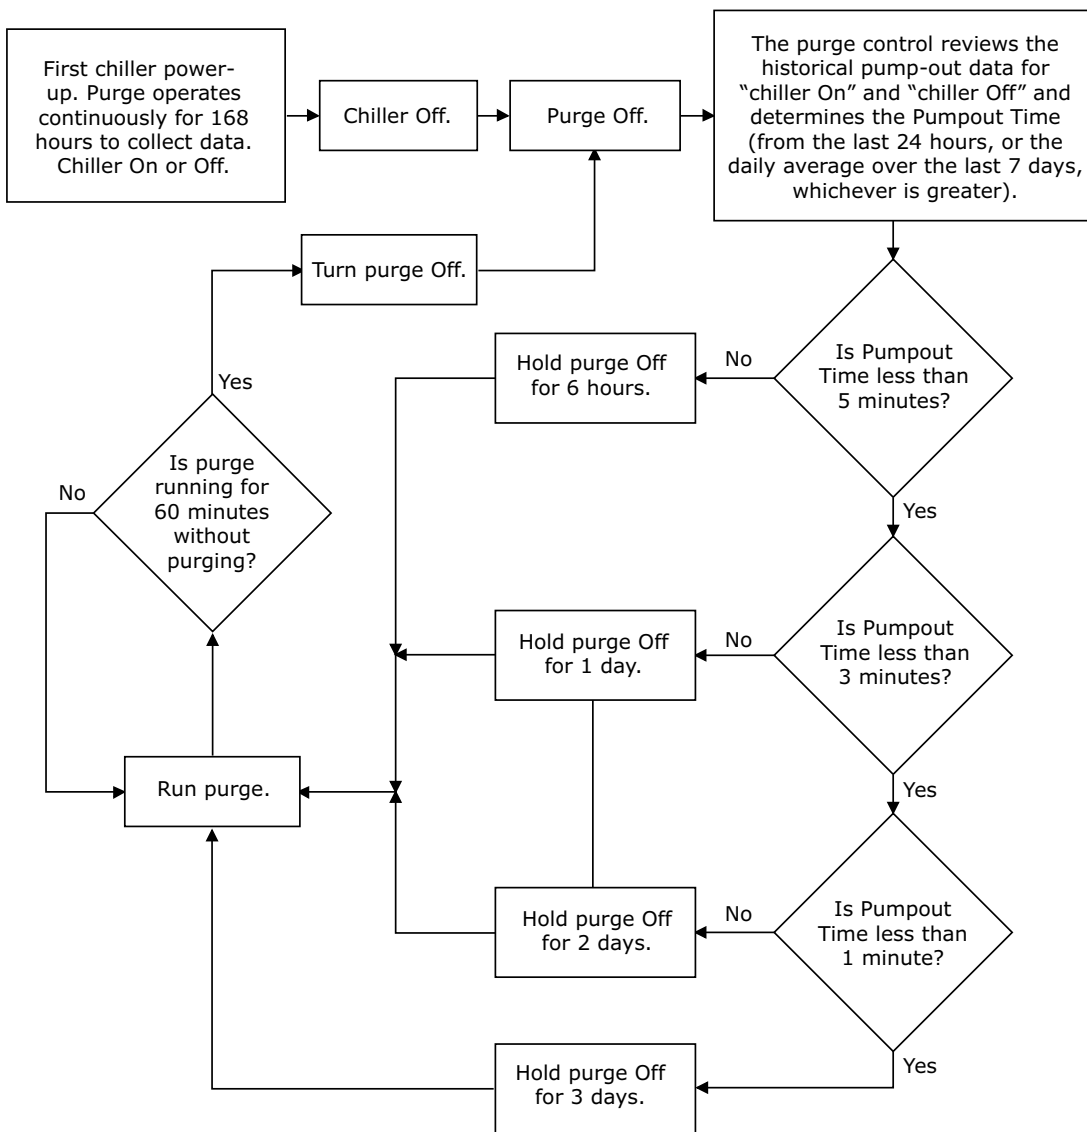 First chiller power-
up. Purge operates
continuously for 168
hours to collect data.
Chiller On or Off.
Chiller Off.
Purge Off.
The purge control reviews the
historical pump-out data for
“chiller On” and “chiller Off” and
determines the Pumpout Time
(from the last 24 hours, or the
daily average over the last 7 days,
whichever is greater).
Turn purge Off.
Is Pumpout
Time less than
5 minutes?
No
Hold purge Off
for 6 hours.
Yes
Yes
Is purge
running for
60 minutes
without
purging?
No
Is Pumpout
Time less than
3 minutes?
No
Hold purge Off
for 1 day.
Yes
Run purge.
Is Pumpout
Time less than
1 minute?
No
Hold purge Off
for 2 days.
Yes
Hold purge Off
for 3 days.